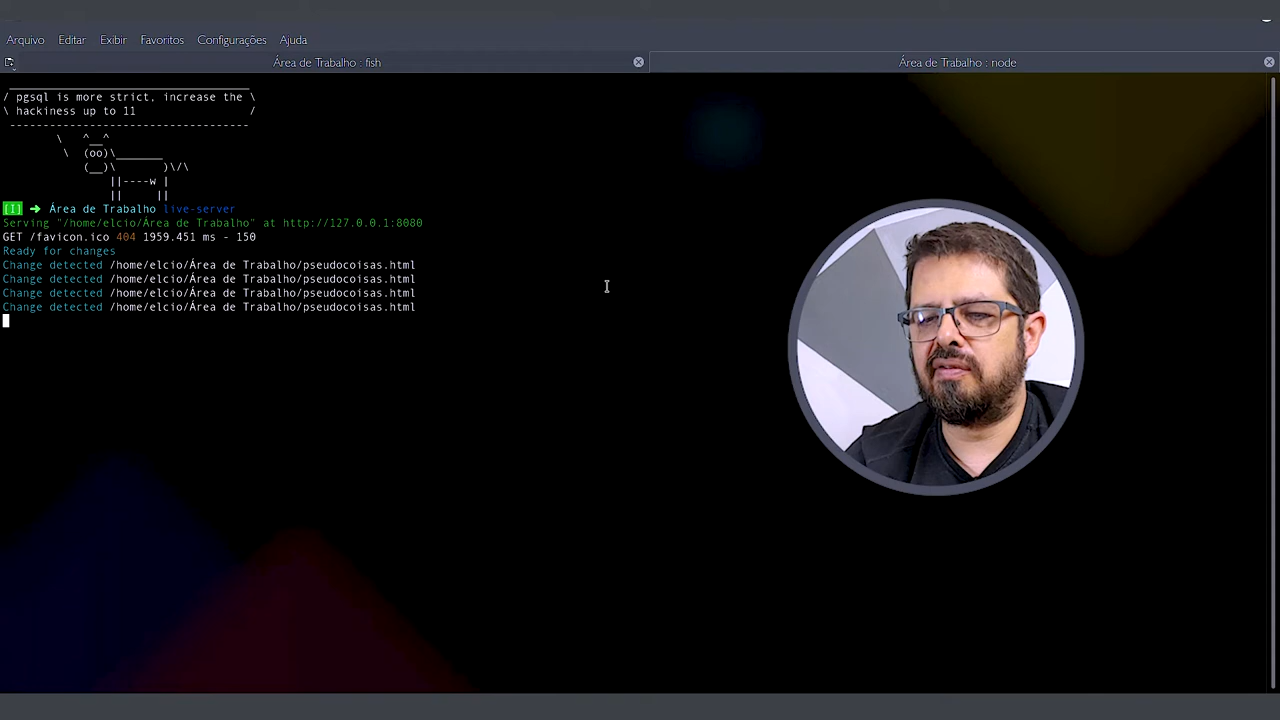 Arquivo Editar Exibir Favoritos Configurações Ajuda
Área de Trabalho : fish
Área de Trabalho : node
/ pgsql is more strict, increase the \
\ hackiness up to 11 /
---------------------------------
\ ^__^
\ (oo)\_______
(__)\ )\/\
||----w |
|| ||
[I] ➜ Área de Trabalho live-server
Serving "/home/elcio/Área de Trabalho" at http://127.0.0.1:8080
GET /favicon.ico 404 1959.451 ms - 150
Ready for changes
Change detected /home/elcio/Área de Trabalho/pseudocoisas.html
Change detected /home/elcio/Área de Trabalho/pseudocoisas.html
Change detected /home/elcio/Área de Trabalho/pseudocoisas.html
Change detected /home/elcio/Área de Trabalho/pseudocoisas.html